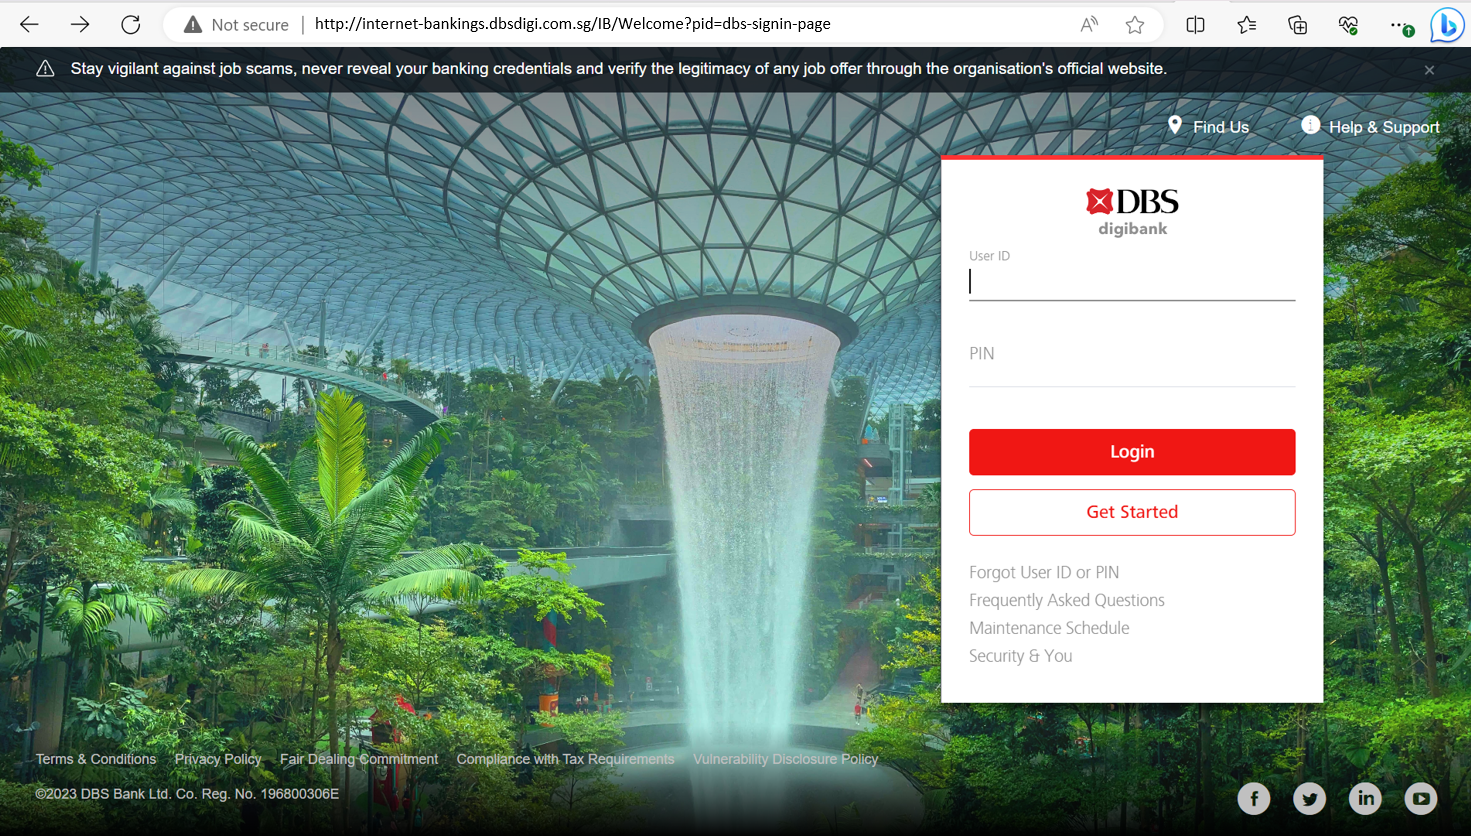 Not secure | http://internet-bankings.dbsdigi.com.sg/IB/Welcome?pid=dbs-signin-page
Stay vigilant against job scams, never reveal your banking credentials and verify the legitimacy of any job offer through the organisation's official website.
Find Us
Help & Support
DBS
digibank
User ID
PIN
Login
Get Started
Forgot User ID or PIN
Frequently Asked Questions
Maintenance Schedule
Security & You
Terms & Conditions Privacy Policy Fair Dealing Commitment Compliance with Tax Requirements Vulnerability Disclosure Policy
©2023 DBS Bank Ltd. Co. Reg. No. 196800306E